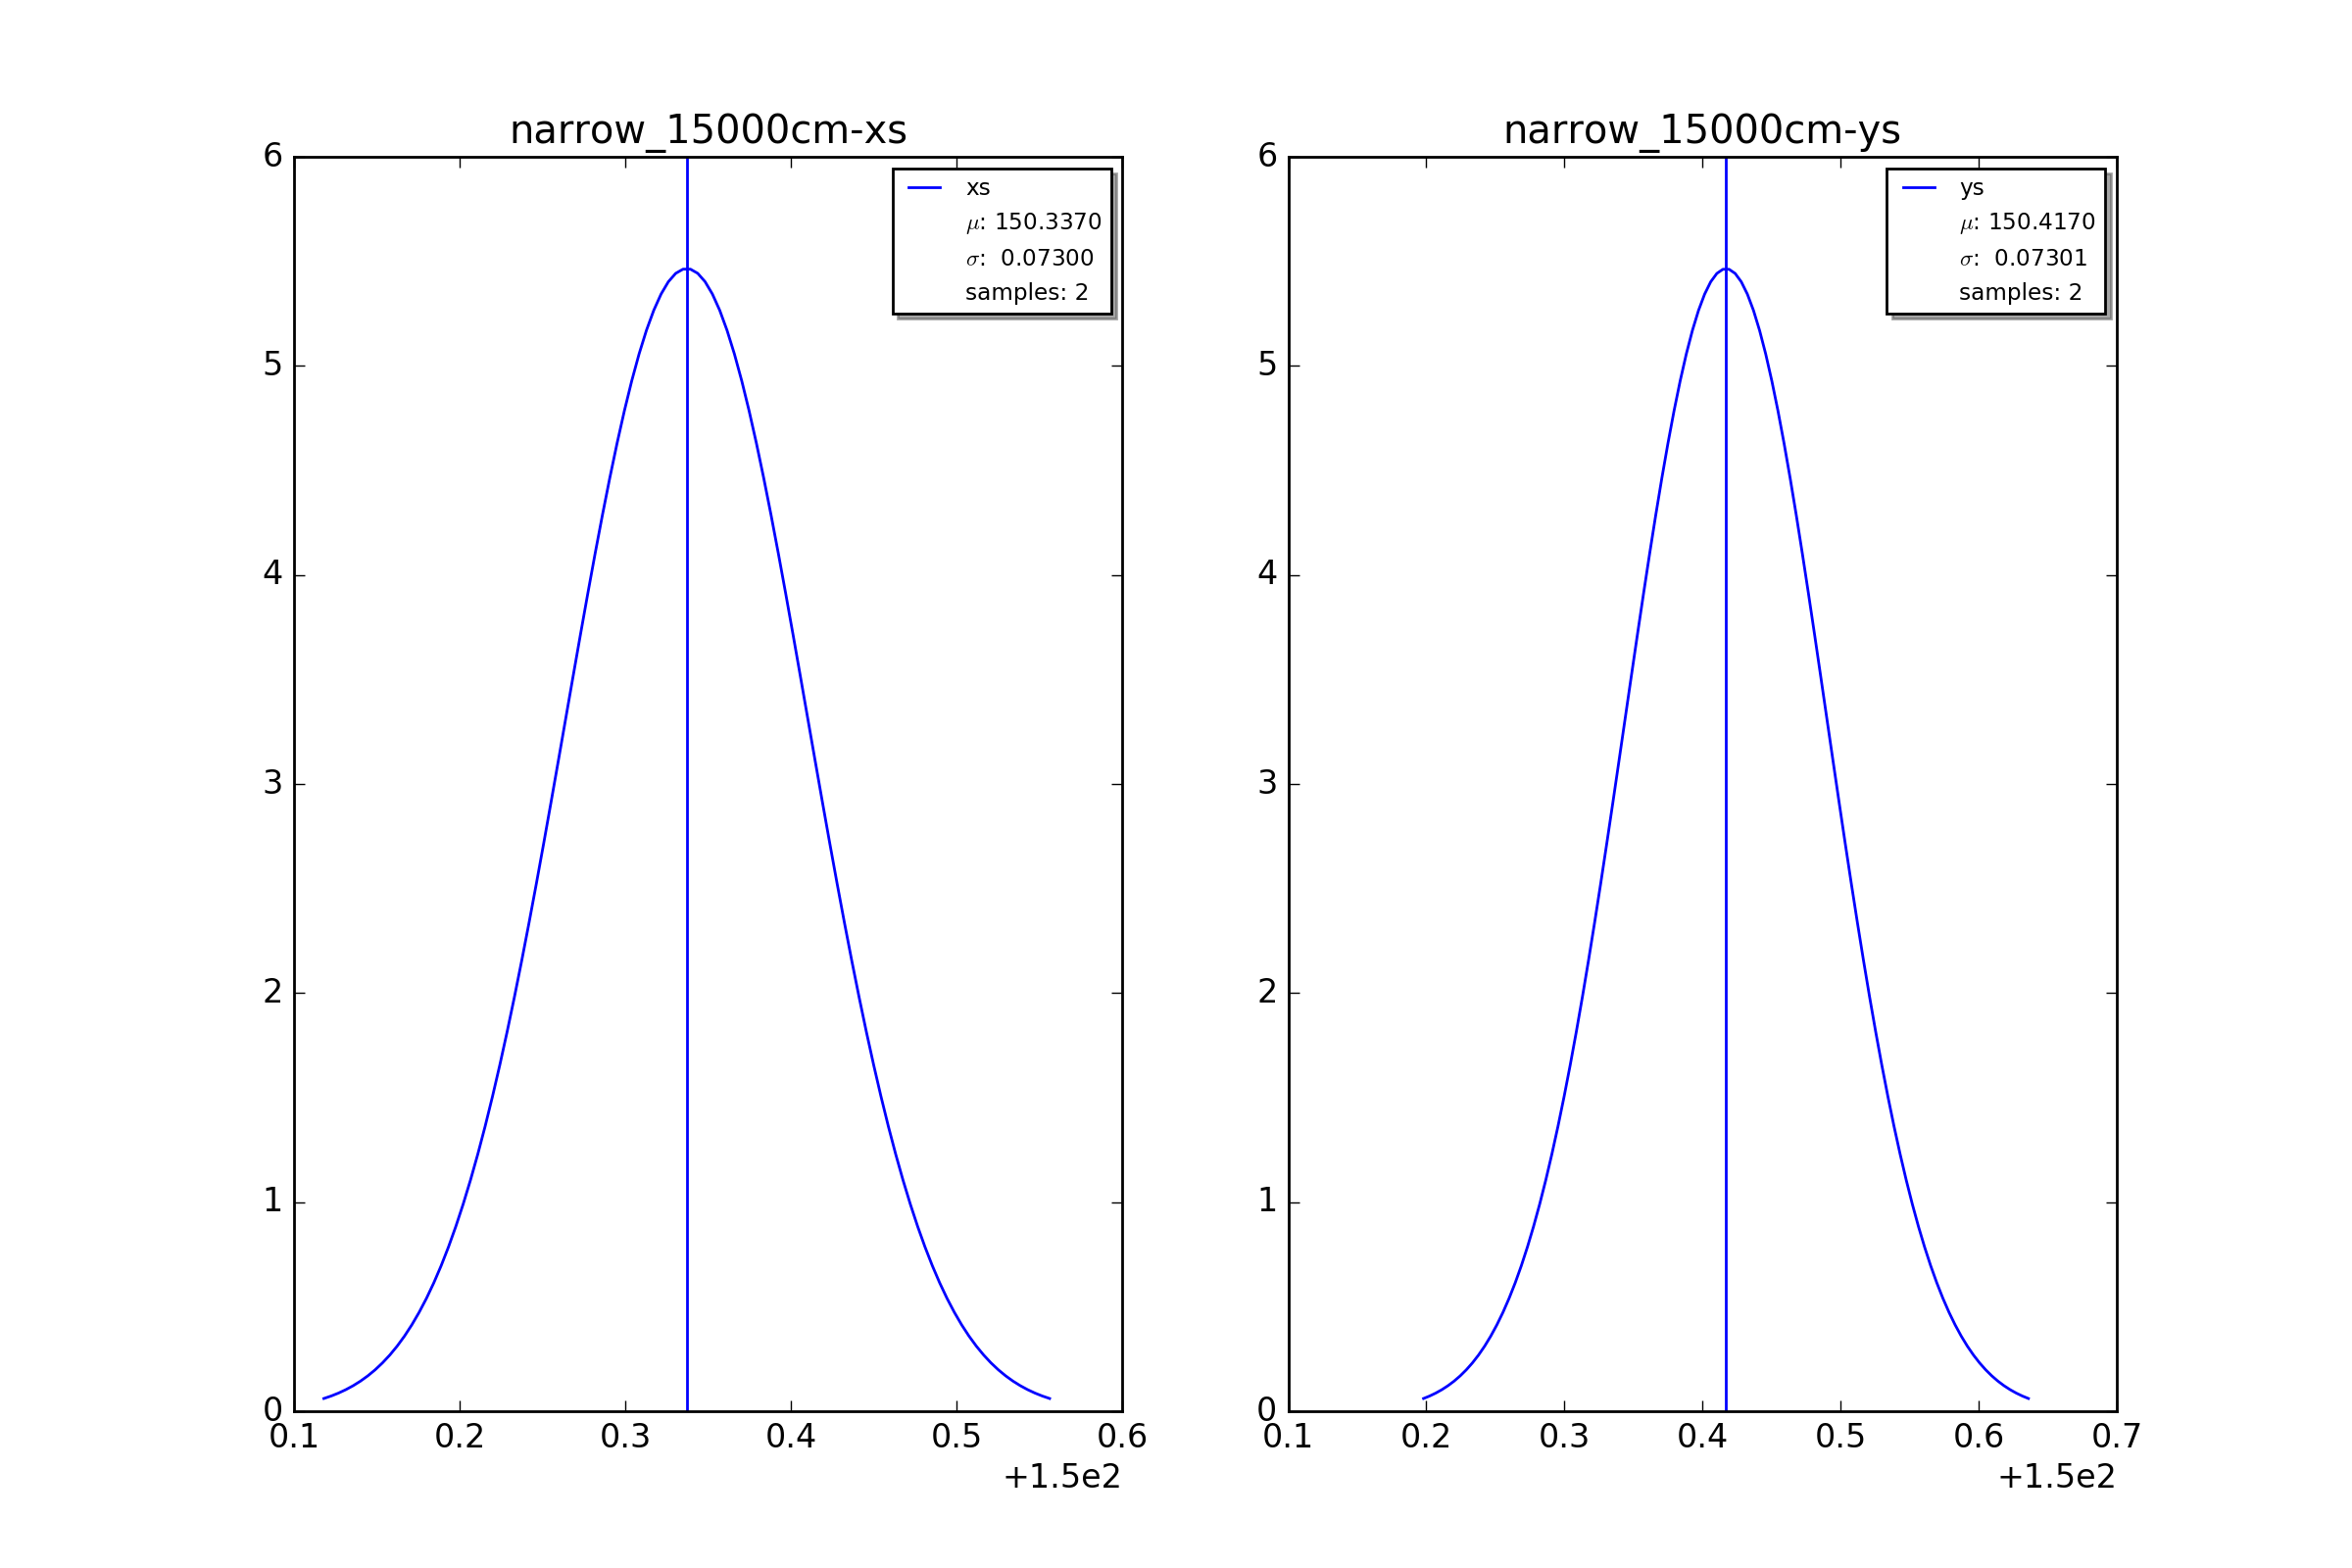 narrow_15000cm-xs
6
5
4
3
2
1
0
0.1 0.2 0.3 0.4 0.5 0.6
+1.5e2
xs
μ: 150.3370
σ: 0.07300
samples: 2
narrow_15000cm-ys
6
5
4
3
2
1
0
0.1 0.2 0.3 0.4 0.5 0.6 0.7
+1.5e2
ys
μ: 150.4170
σ: 0.07301
samples: 2